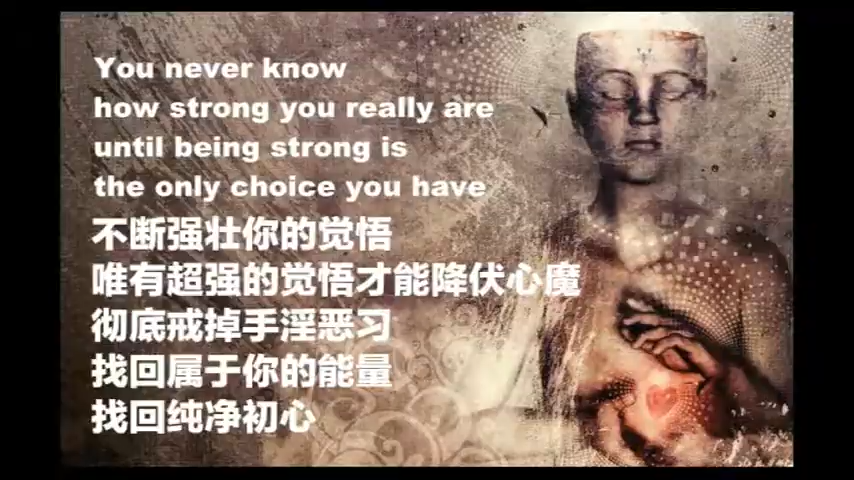 You never know
how strong you really are
until being strong is
the only choice you have
不断强壮你的觉悟
唯有超强的觉悟才能降伏心魔
彻底戒掉手淫恶习
找回属于你的能量
找回纯净初心